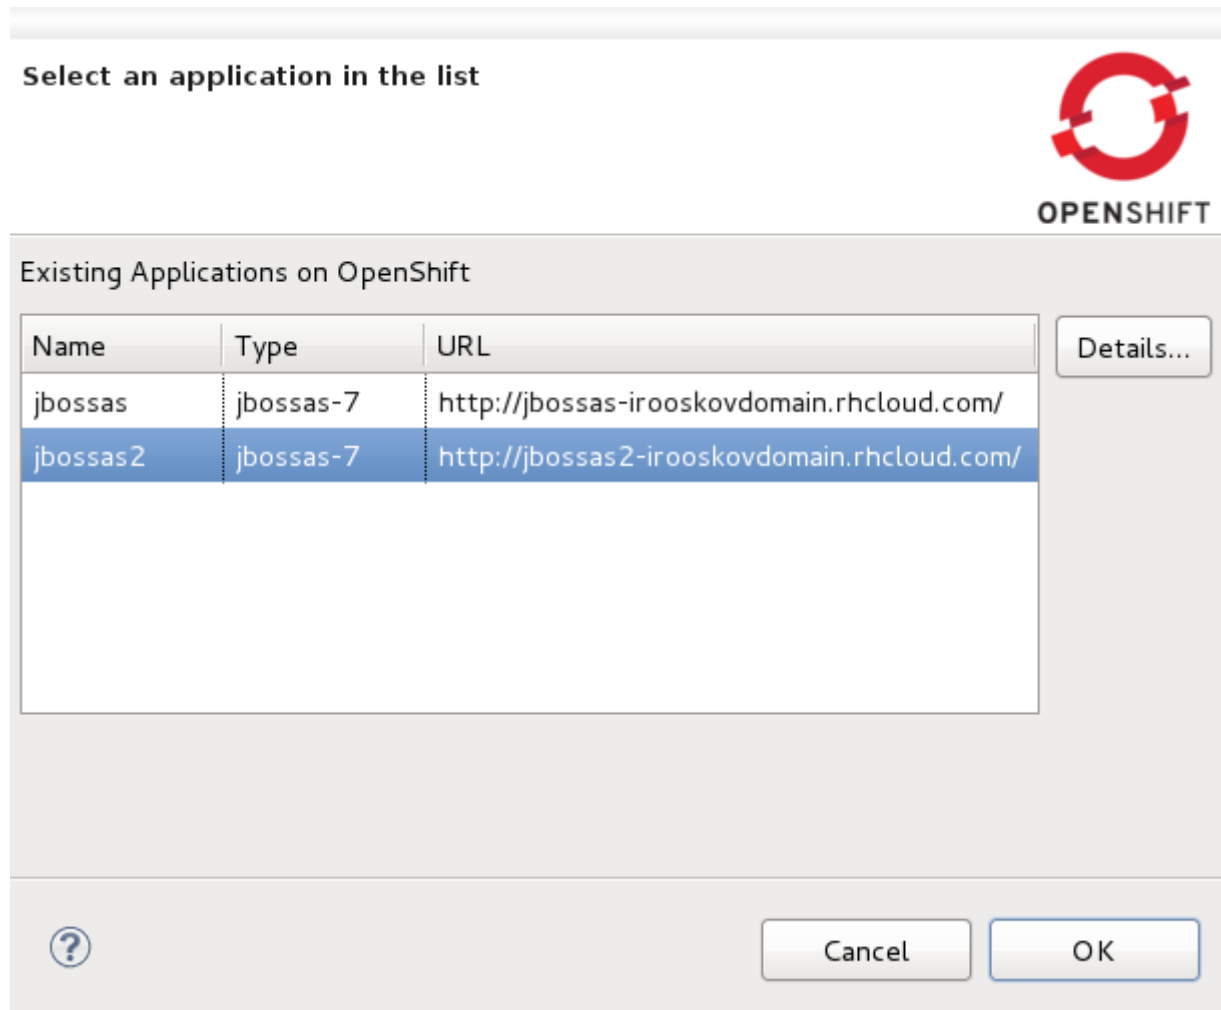 Select an application in the list
OPENSHIFT
Existing Applications on OpenShift
Name Type URL
Details...
jbossas jbossas-7 http://jbossas-irooskovdomain.rhcloud.com/
jbossas2 jbossas-7 http://jbossas2-irooskovdomain.rhcloud.com/
?
Cancel OK